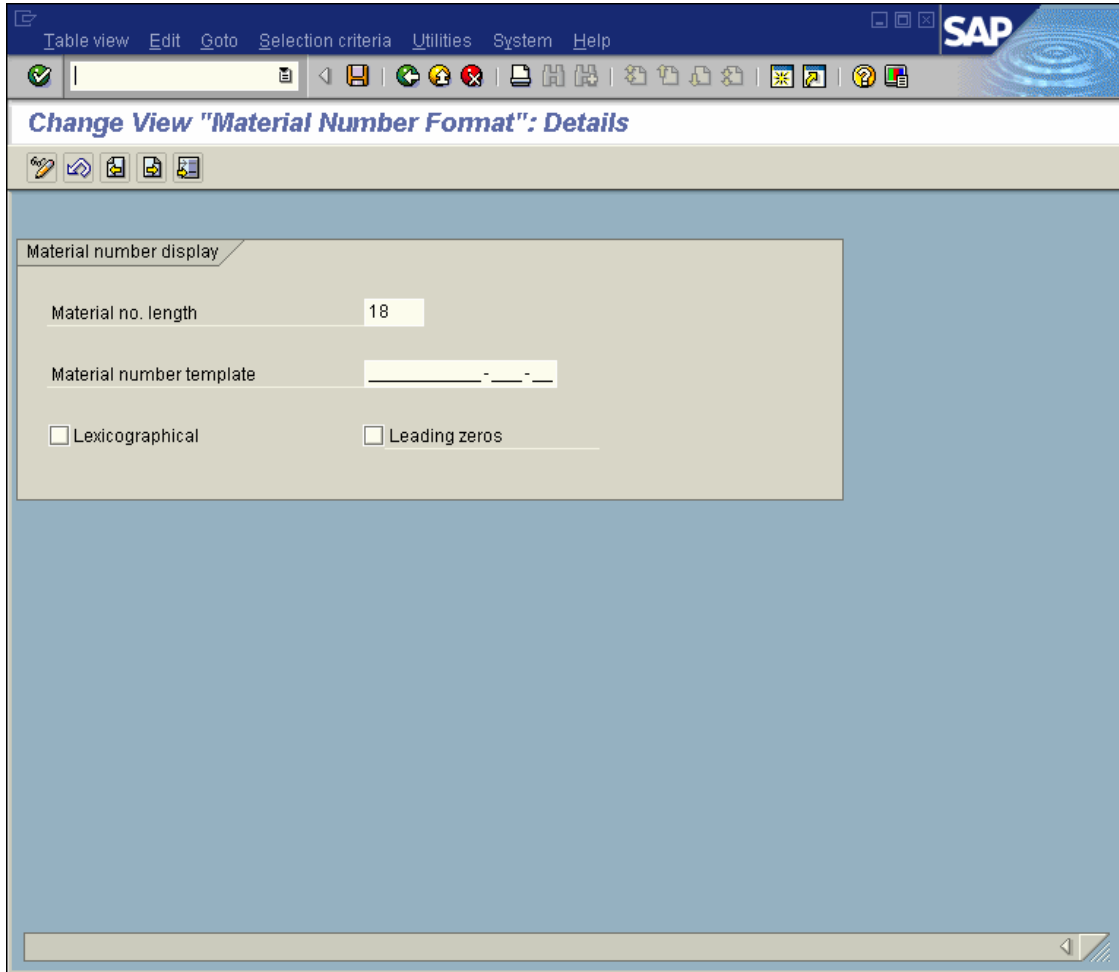 Table view Edit Goto Selection criteria Utilities System Help
SAP
Change View "Material Number Format": Details
Material number display
Material no. length 18
Material number template ____________-___-__
Lexicographical Leading zeros